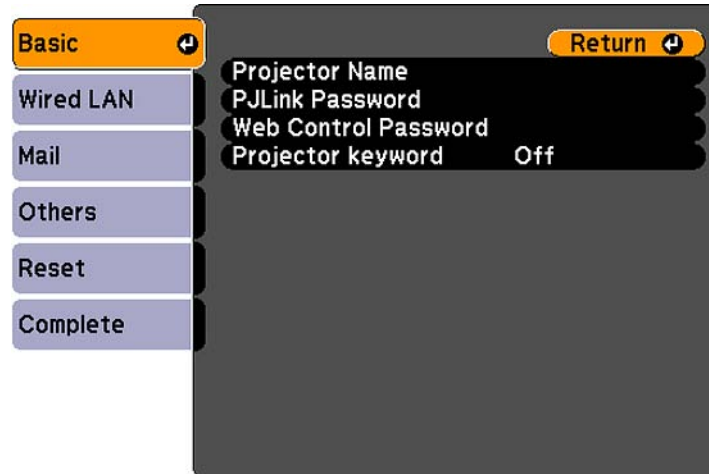 Basic
Wired LAN
Mail
Others
Reset
Complete
Return
Projector Name
PJLink Password
Web Control Password
Projector keyword Off